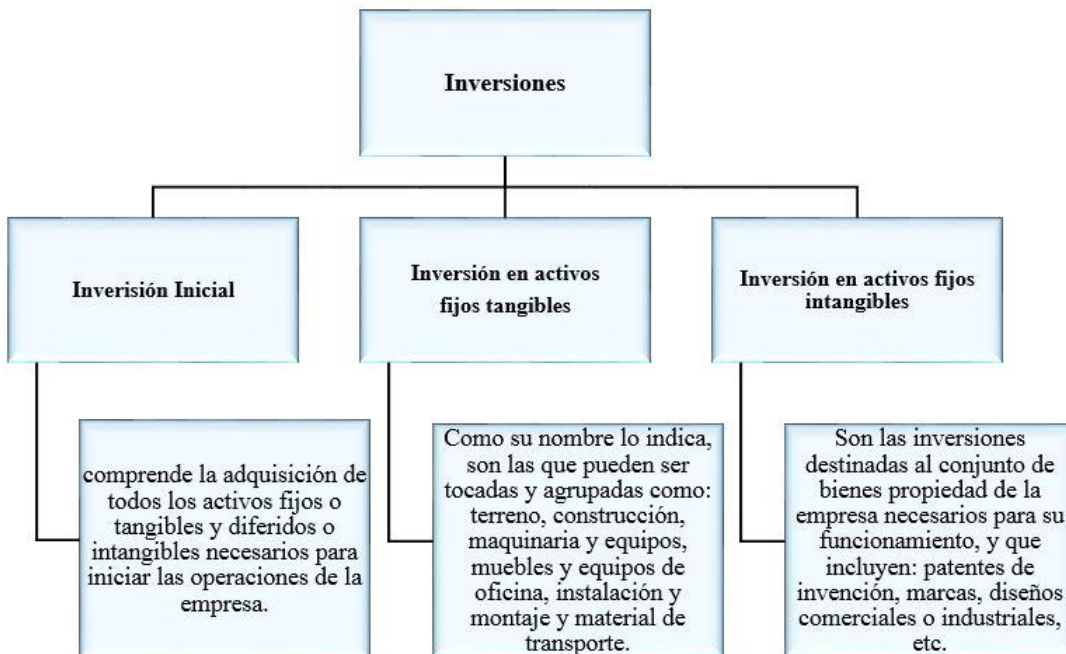 Inversiones
Inverisión Inicial
Inversión en activos
fijos tangibles
Inversión en activos fijos
intangibles
comprende la adquisición de
todos los activos fijos o
tangibles y diferidos o
intangibles necesarios para
iniciar las operaciones de la
empresa.
Como su nombre lo indica,
son las que pueden ser
tocadas y agrupadas como:
terreno, construcción,
maquinaria y equipos,
muebles y equipos de
oficina, instalación y
montaje y material de
transporte.
Son las inversiones
destinadas al conjunto de
bienes propiedad de la
empresa necesarios para su
funcionamiento, y que
incluyen: patentes de
invención, marcas, diseños
comerciales o industriales,
etc.